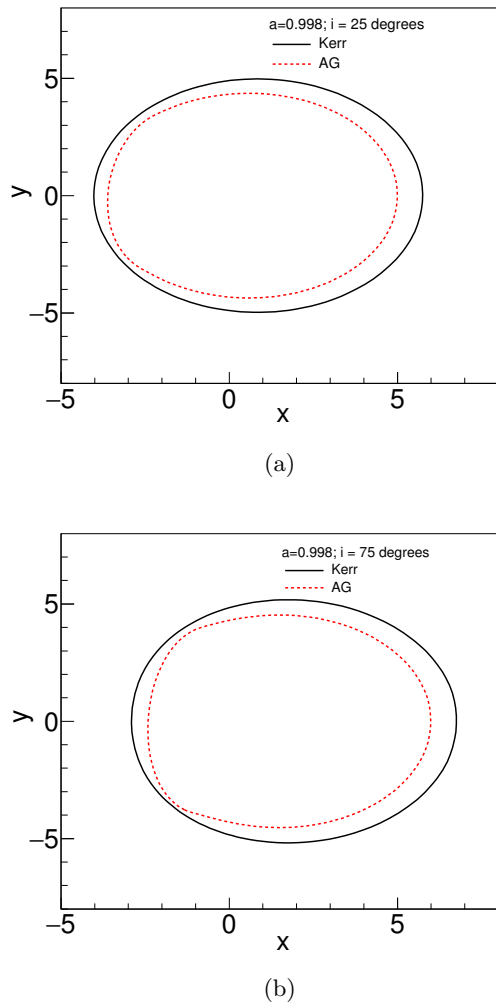 a=0.998; i = 25 degrees
Kerr
AG
5
0
−5
y
−5 0 5
x
(a)
a=0.998; i = 75 degrees
Kerr
AG
5
0
−5
y
−5 0 5
x
(b)